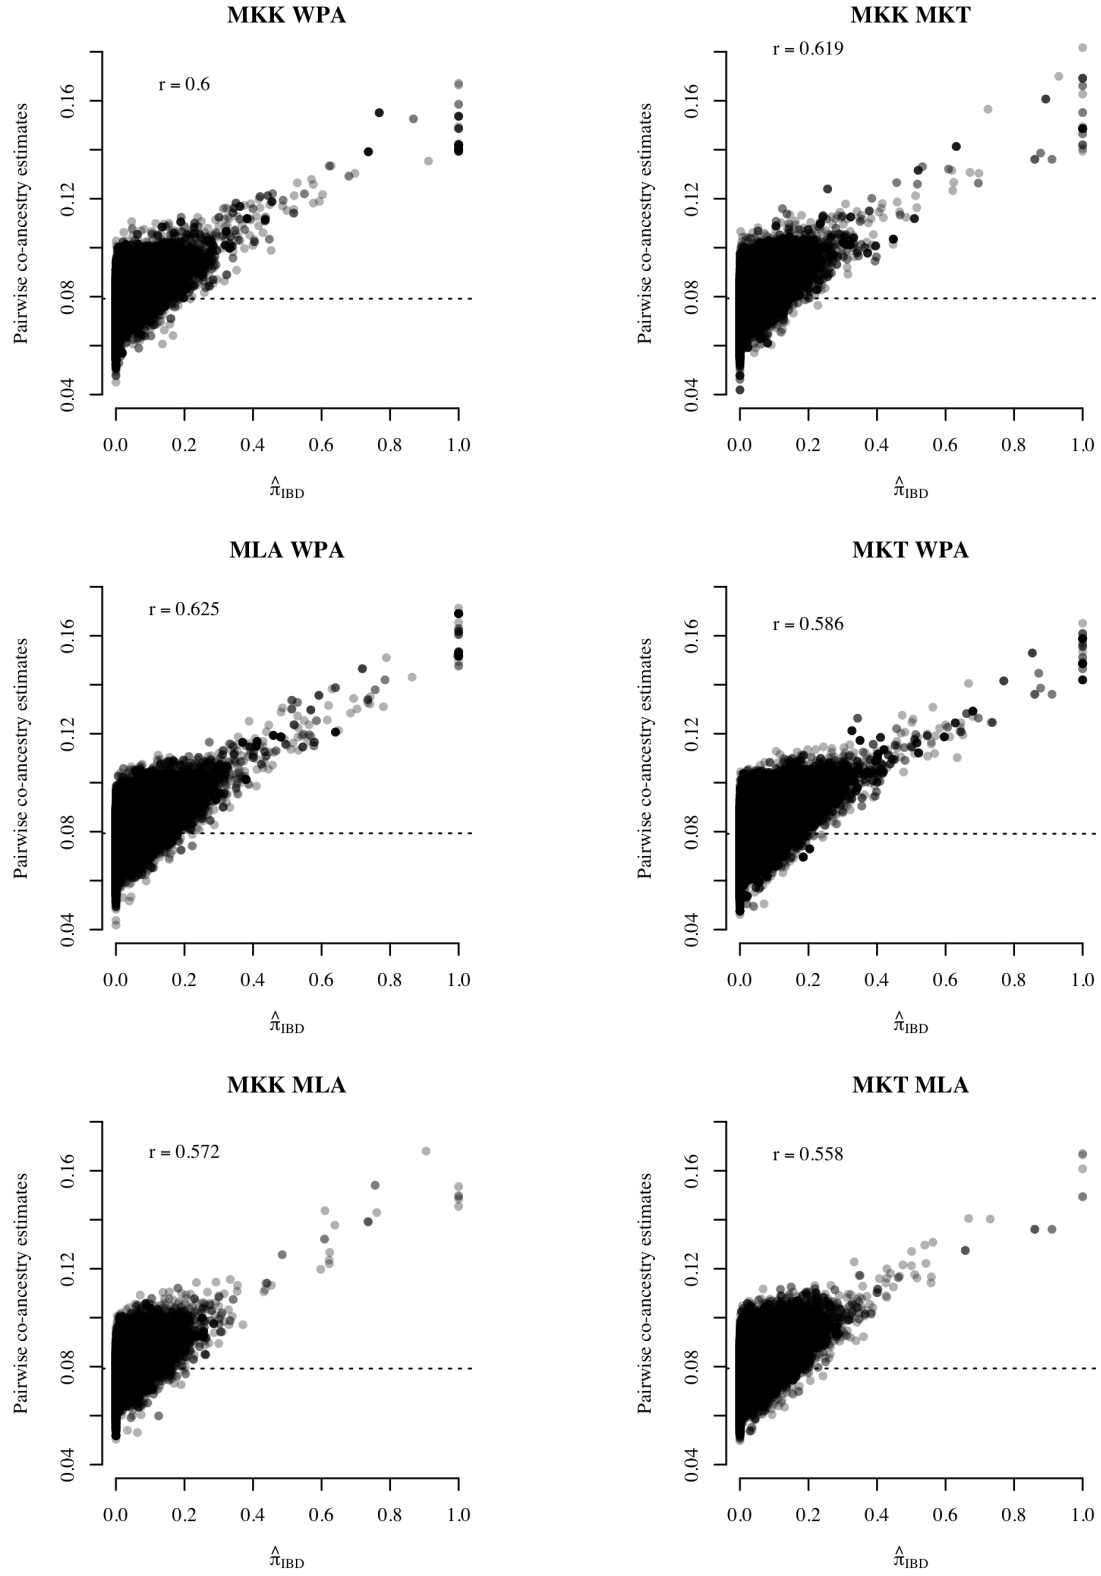 MKK WPA
r = 0.6
Pairwise co-ancestry estimates
0.04 0.08 0.12 0.16
0.0 0.2 0.4 0.6 0.8 1.0
π̂IBD
MKK MKT
r = 0.619
Pairwise co-ancestry estimates
0.04 0.08 0.12 0.16
0.0 0.2 0.4 0.6 0.8 1.0
π̂IBD
MLA WPA
r = 0.625
Pairwise co-ancestry estimates
0.04 0.08 0.12 0.16
0.0 0.2 0.4 0.6 0.8 1.0
π̂IBD
MKT WPA
r = 0.586
Pairwise co-ancestry estimates
0.04 0.08 0.12 0.16
0.0 0.2 0.4 0.6 0.8 1.0
π̂IBD
MKK MLA
r = 0.572
Pairwise co-ancestry estimates
0.04 0.08 0.12 0.16
0.0 0.2 0.4 0.6 0.8 1.0
π̂IBD
MKT MLA
r = 0.558
Pairwise co-ancestry estimates
0.04 0.08 0.12 0.16
0.0 0.2 0.4 0.6 0.8 1.0
π̂IBD